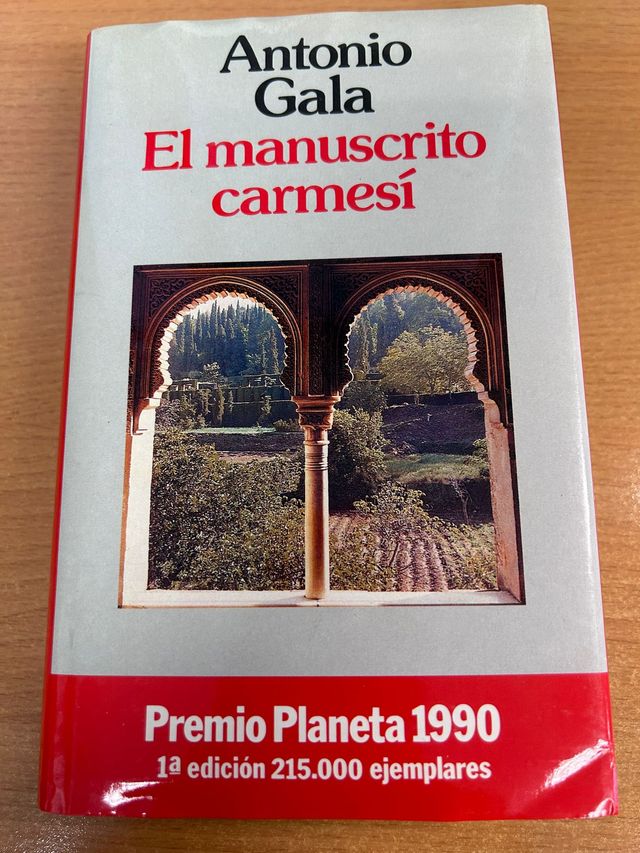 Antonio
Gala
El manuscrito
carmesí
Premio Planeta 1990
1ª edición 215.000 ejemplares